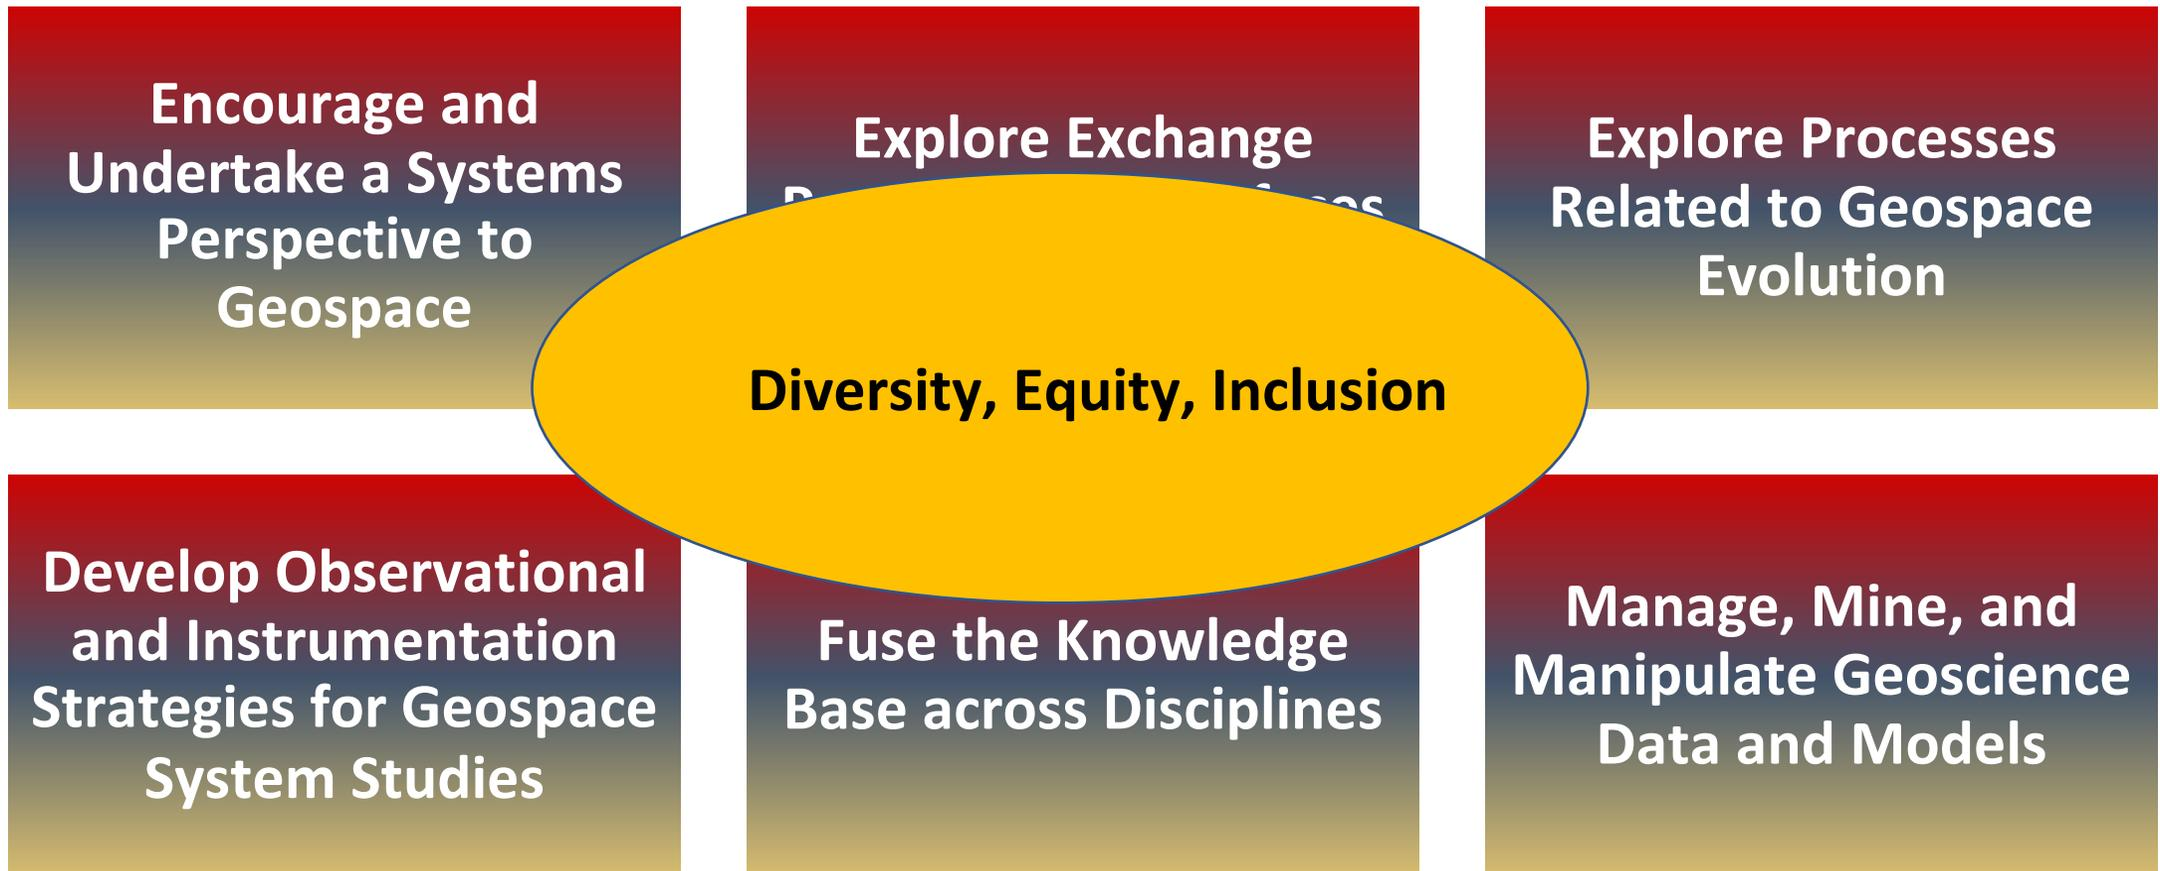 Encourage and
Undertake a Systems
Perspective to
Geospace
Explore Exchange
Explore Processes
Related to Geospace
Evolution
Diversity, Equity, Inclusion
Develop Observational
and Instrumentation
Strategies for Geospace
System Studies
Fuse the Knowledge
Base across Disciplines
Manage, Mine, and
Manipulate Geoscience
Data and Models